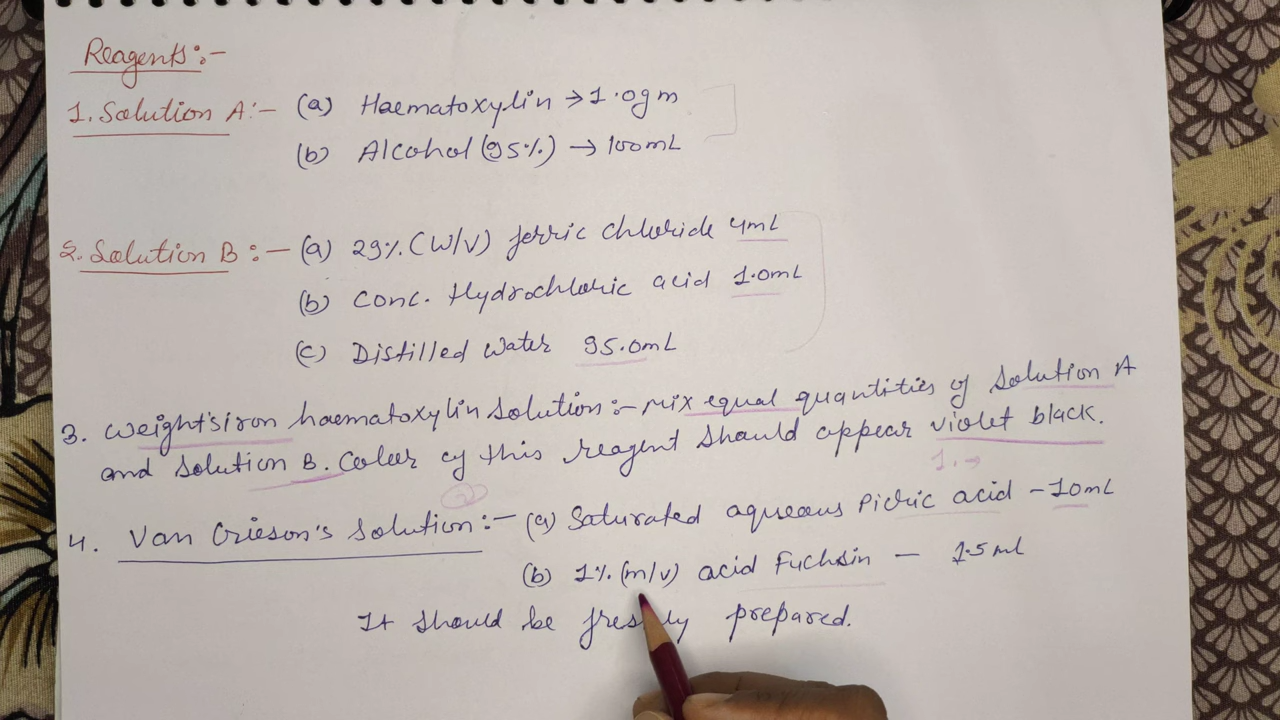 Reagents:-
1. Solution A:- (a) Haematoxylin → 1.0gm
(b) Alcohol (95%) → 100mL
2. Solution B:- (a) 29% (W/V) ferric chloride 4mL
(b) Conc. Hydrochloric acid 1.0mL
(c) Distilled water 95.0mL
3. Weight's iron haematoxylin solution:- Mix equal quantities of solution A
and solution B. Color of this reagent should appear violet black.
1. →
4. Van Grieson's Solution:- (a) Saturated aqueous Picric acid - 10mL
(b) 1% (m/v) acid Fuchsin - 1.5ml
It should be freshly prepared.